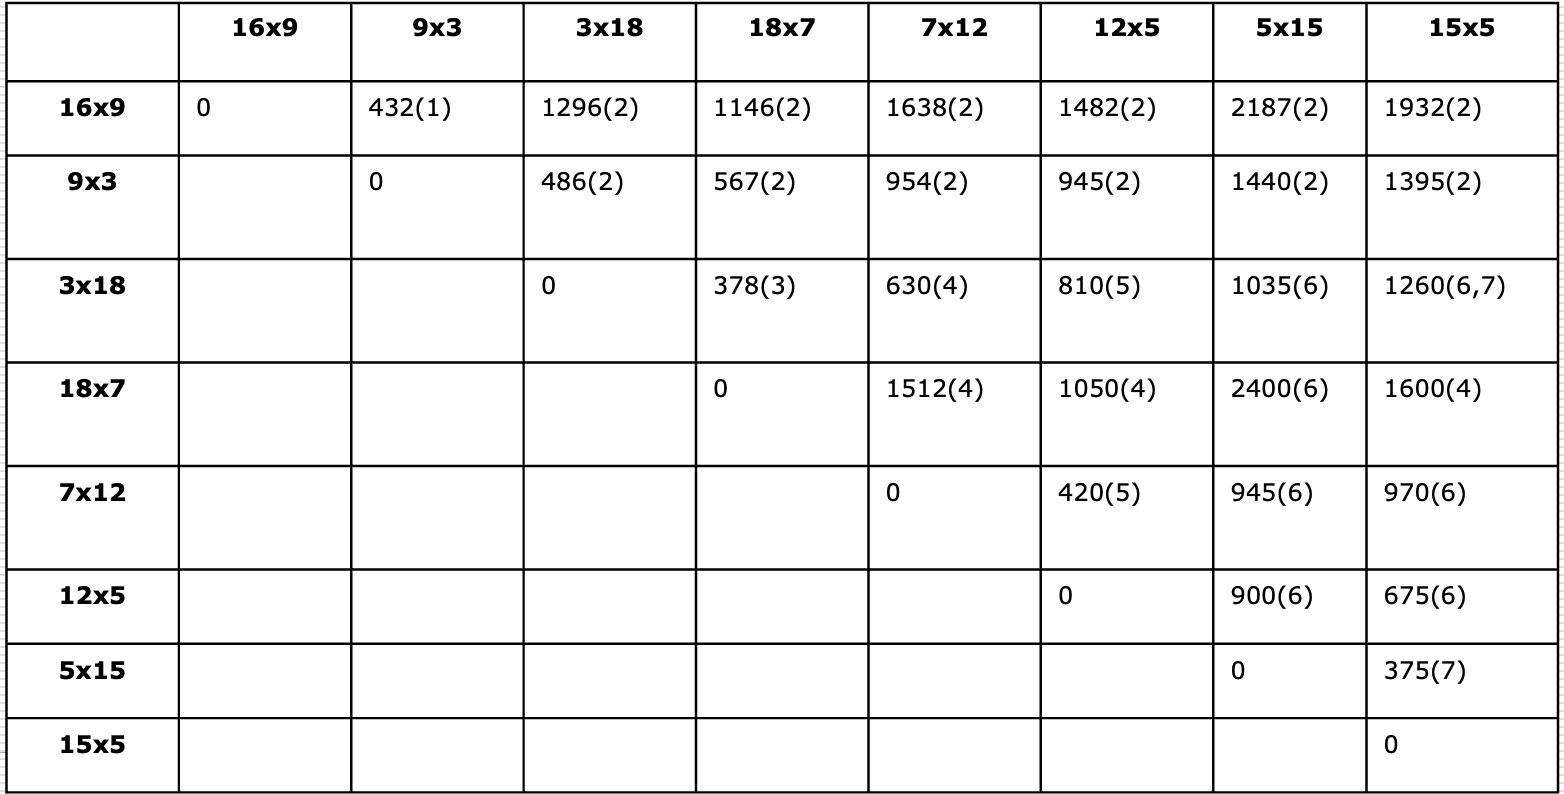 16x9 9x3 3x18 18x7 7x12 12x5 5x15 15x5
16x9 0 432(1) 1296(2) 1146(2) 1638(2) 1482(2) 2187(2) 1932(2)
9x3 0 486(2) 567(2) 954(2) 945(2) 1440(2) 1395(2)
3x18 0 378(3) 630(4) 810(5) 1035(6) 1260(6,7)
18x7 0 1512(4) 1050(4) 2400(6) 1600(4)
7x12 0 420(5) 945(6) 970(6)
12x5 0 900(6) 675(6)
5x15 0 375(7)
15x5 0